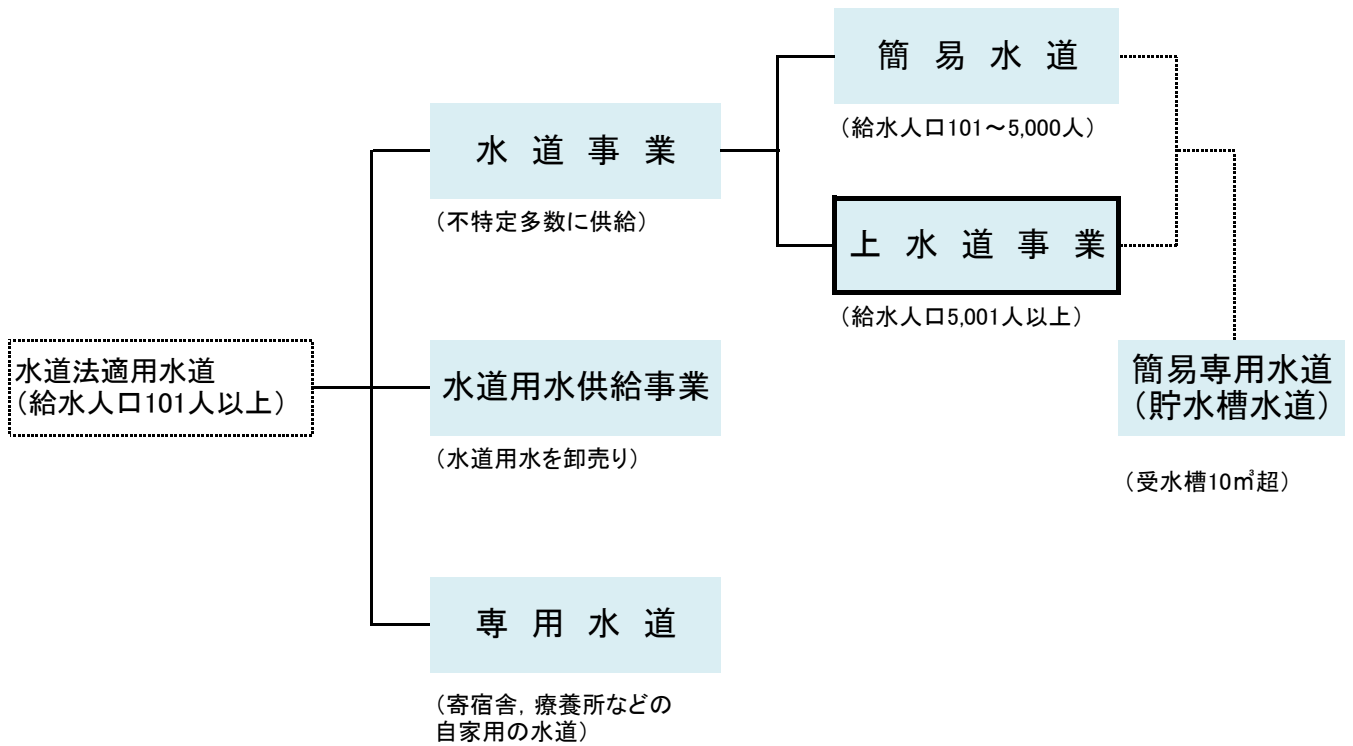 簡易水道
(給水人口101～5,000人)
水道事業
(不特定多数に供給)
上水道事業
(給水人口5,001人以上)
水道法適用水道
(給水人口101人以上)
水道用水供給事業
(水道用水を卸売り)
簡易専用水道
(貯水槽水道)
(受水槽10㎥超)
専用水道
(寄宿舎，療養所などの
自家用の水道)